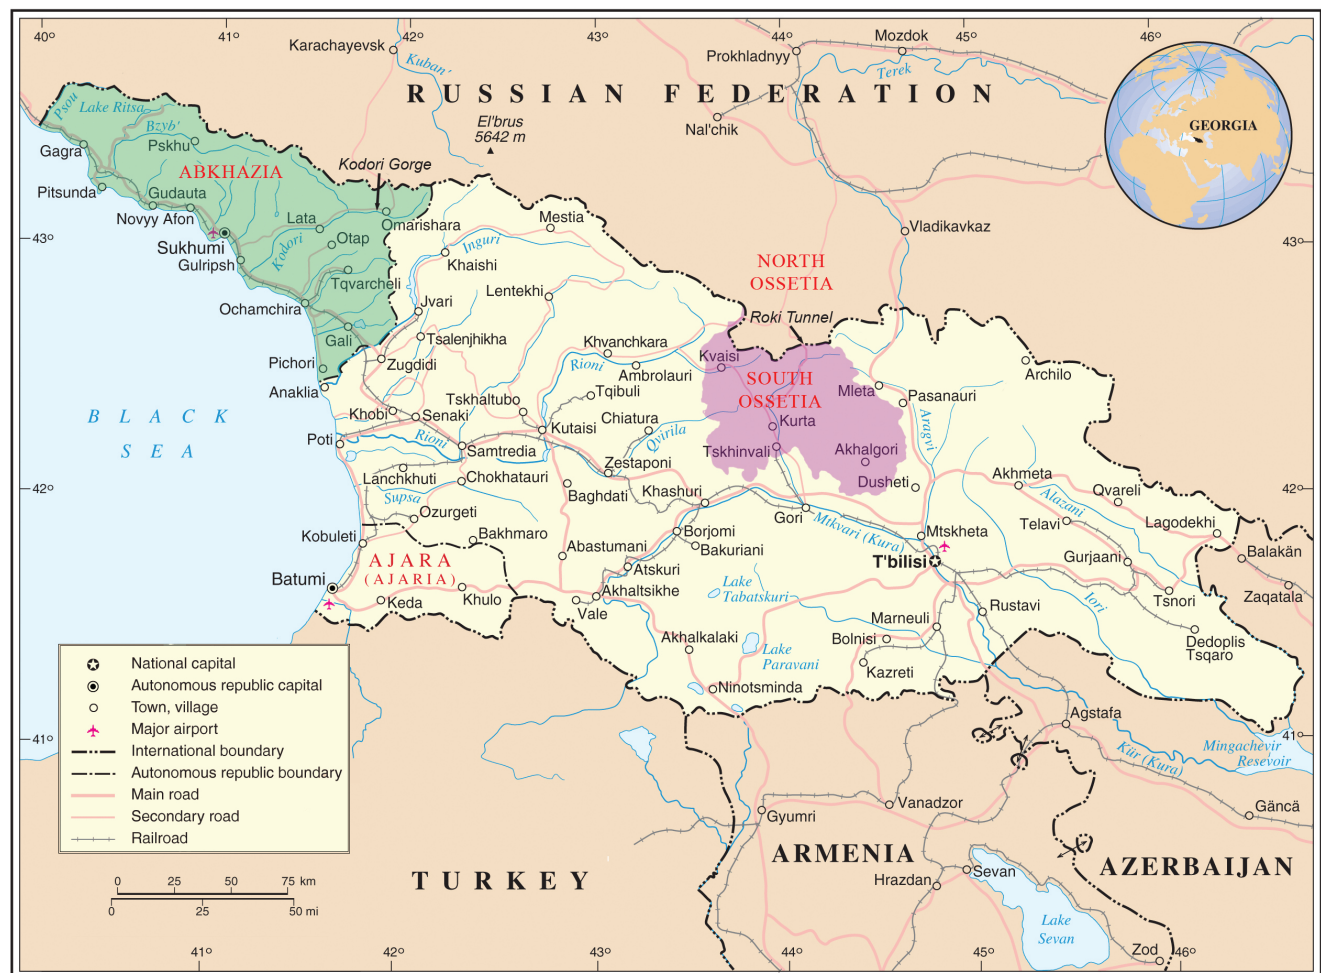 40°
41°
43°
44°
45°
46°
Karachayevsk
Kuban'
Prokhladnyy
Mozdok
Terek
RUSSIAN FEDERATION
Nal'chik
El'brus
5642 m
GEORGIA
Psou
Lake Ritsa
Bzyb'
Pskhu
Gagra
ABKHAZIA
Kodori Gorge
Pitsunda
Gudauta
Novyy Afon
Lata
Omarishara
Mestia
Sukhumi
Kodori
Otap
Inguri
Vladikavkaz
43°
43°
Gulripsh
Khaishi
Tqvarcheli
NORTH
OSSETIA
Lentekhi
Ochamchira
Jvari
Roki Tunnel
Gali
Tsalenjhikha
Khvanchkara
Pichori
Zugdidi
Rioni
Kvaisi
Ambrolauri
Archilo
Anaklia
SOUTH
OSSETIA
Mleta
Pasanauri
Tqibuli
Tskhaltubo
BLACK
SEA
Khobi
Senaki
Chiatura
Kurta
Aragvi
Poti
Rioni
Kutaisi
Qvirila
Samtredia
Tskhinvali
Akhalgori
Zestaponi
Lanchkhuti
Chokhatauri
Akhmeta
Dusheti
42°
42°
Supsa
Baghdati
Khashuri
Alazani
Qvareli
Ozurgeti
Gori
Mtkvari (Kura)
Telavi
Lagodekhi
Kobuleti
Bakhmaro
Borjomi
Mtskheta
Bakuriani
Abastumani
Gurjaani
Balakän
AJARA
(AJARIA)
T'bilisi
Atskuri
Batumi
Lake
Tabatskuri
Akhaltsikhe
Keda
Khulo
Vale
Iori
Tsnori
Zaqatala
Rustavi
Marneuli
Akhalkalaki
Bolnisi
Dedoplis
Tsqaro
Lake
Paravani
Kazreti
Ninotsminda
National capital
Autonomous republic capital
Town, village
Major airport
International boundary
Autonomous republic boundary
Main road
Secondary road
Railroad
Agstafa
41°
41°
Kür (Kura)
Mingachevir
Resevoir
Vanadzor
Gäncä
Gyumri
ARMENIA
AZERBAIJAN
TURKEY
Hrazdan
Sevan
0 25 50 75 km
0 25 50 mi
Lake
Sevan
Zod
41°
42°
43°
44°
45°
46°